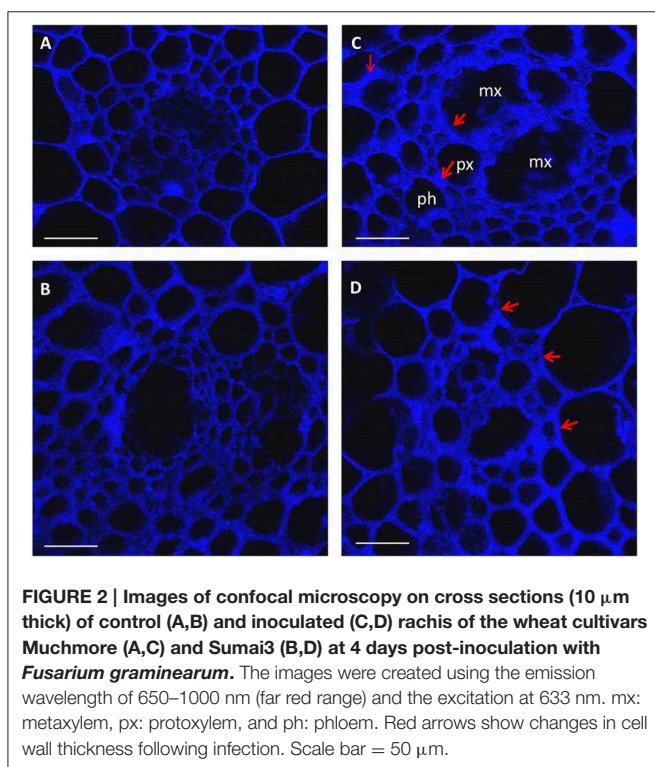 A
C
mx
mx
px
ph
B
D
FIGURE 2 | Images of confocal microscopy on cross sections (10 μm
thick) of control (A,B) and inoculated (C,D) rachis of the wheat cultivars
Muchmore (A,C) and Sumai3 (B,D) at 4 days post-inoculation with
Fusarium graminearum. The images were created using the emission
wavelength of 650–1000 nm (far red range) and the excitation at 633 nm. mx:
metaxylem, px: protoxylem, and ph: phloem. Red arrows show changes in cell
wall thickness following infection. Scale bar = 50 μm.